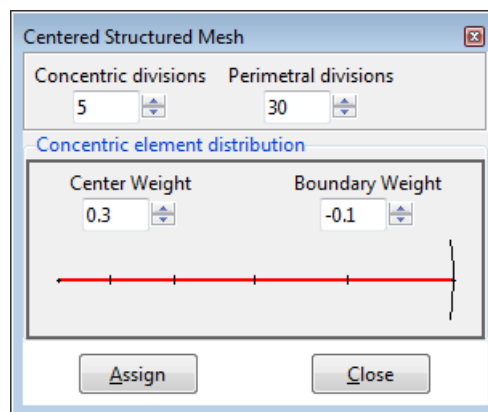 Centered Structured Mesh
Concentric divisions Perimetral divisions
5 30
Concentric element distribution
Center Weight Boundary Weight
0.3 -0.1
Assign Close